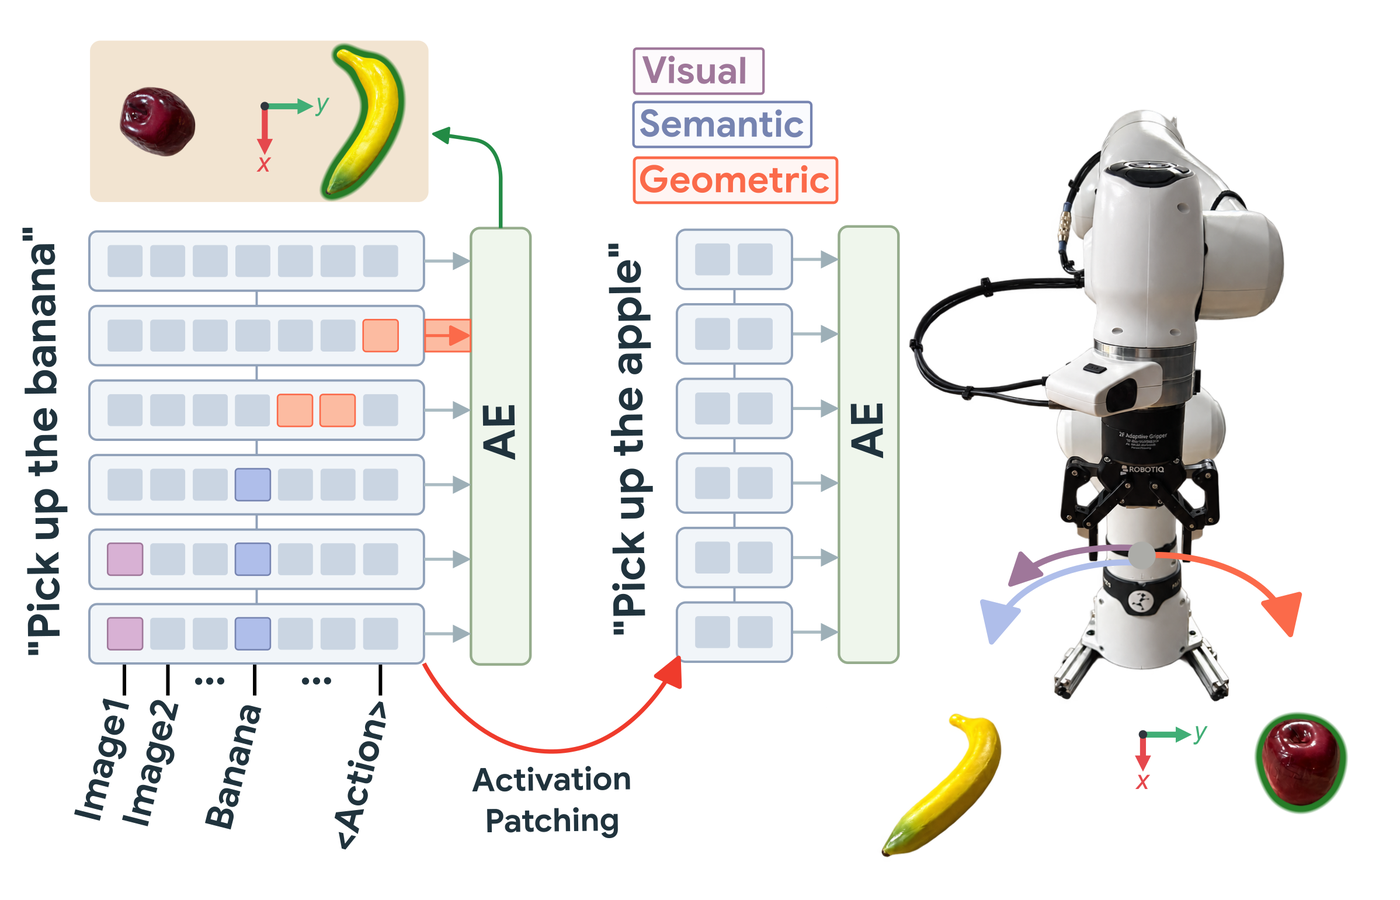 x
y
Visual
Semantic
Geometric
"Pick up the banana"
AE
"Pick up the apple"
AE
2F Adaptive Gripper
ROBOTIQ
Image1
Image2
...
Banana
...
<Action>
Activation
Patching
x
y